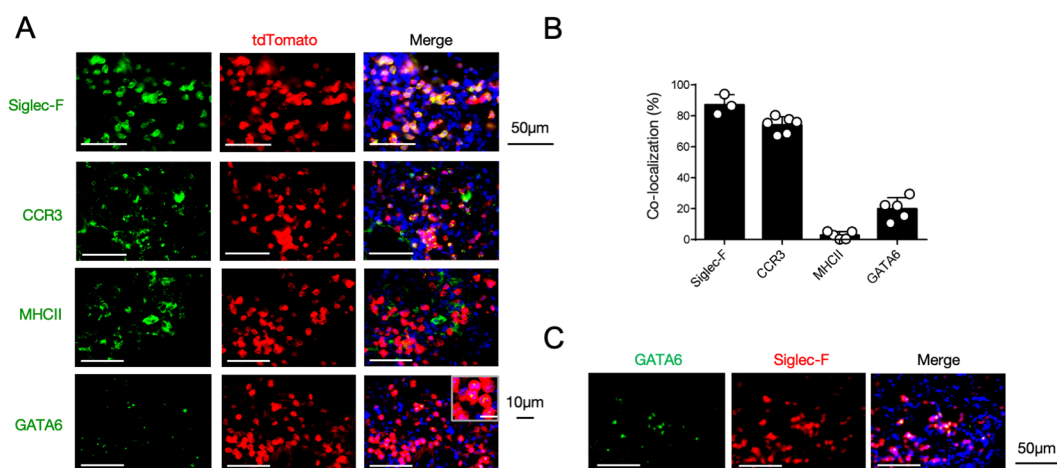 A
tdTomato
Merge
Siglec-F
50μm
CCR3
MHCII
GATA6
10μm
B
Co-localization (%)
100
80
60
40
20
0
Siglec-F
CCR3
MHCII
GATA6
C
GATA6
Siglec-F
Merge
50μm